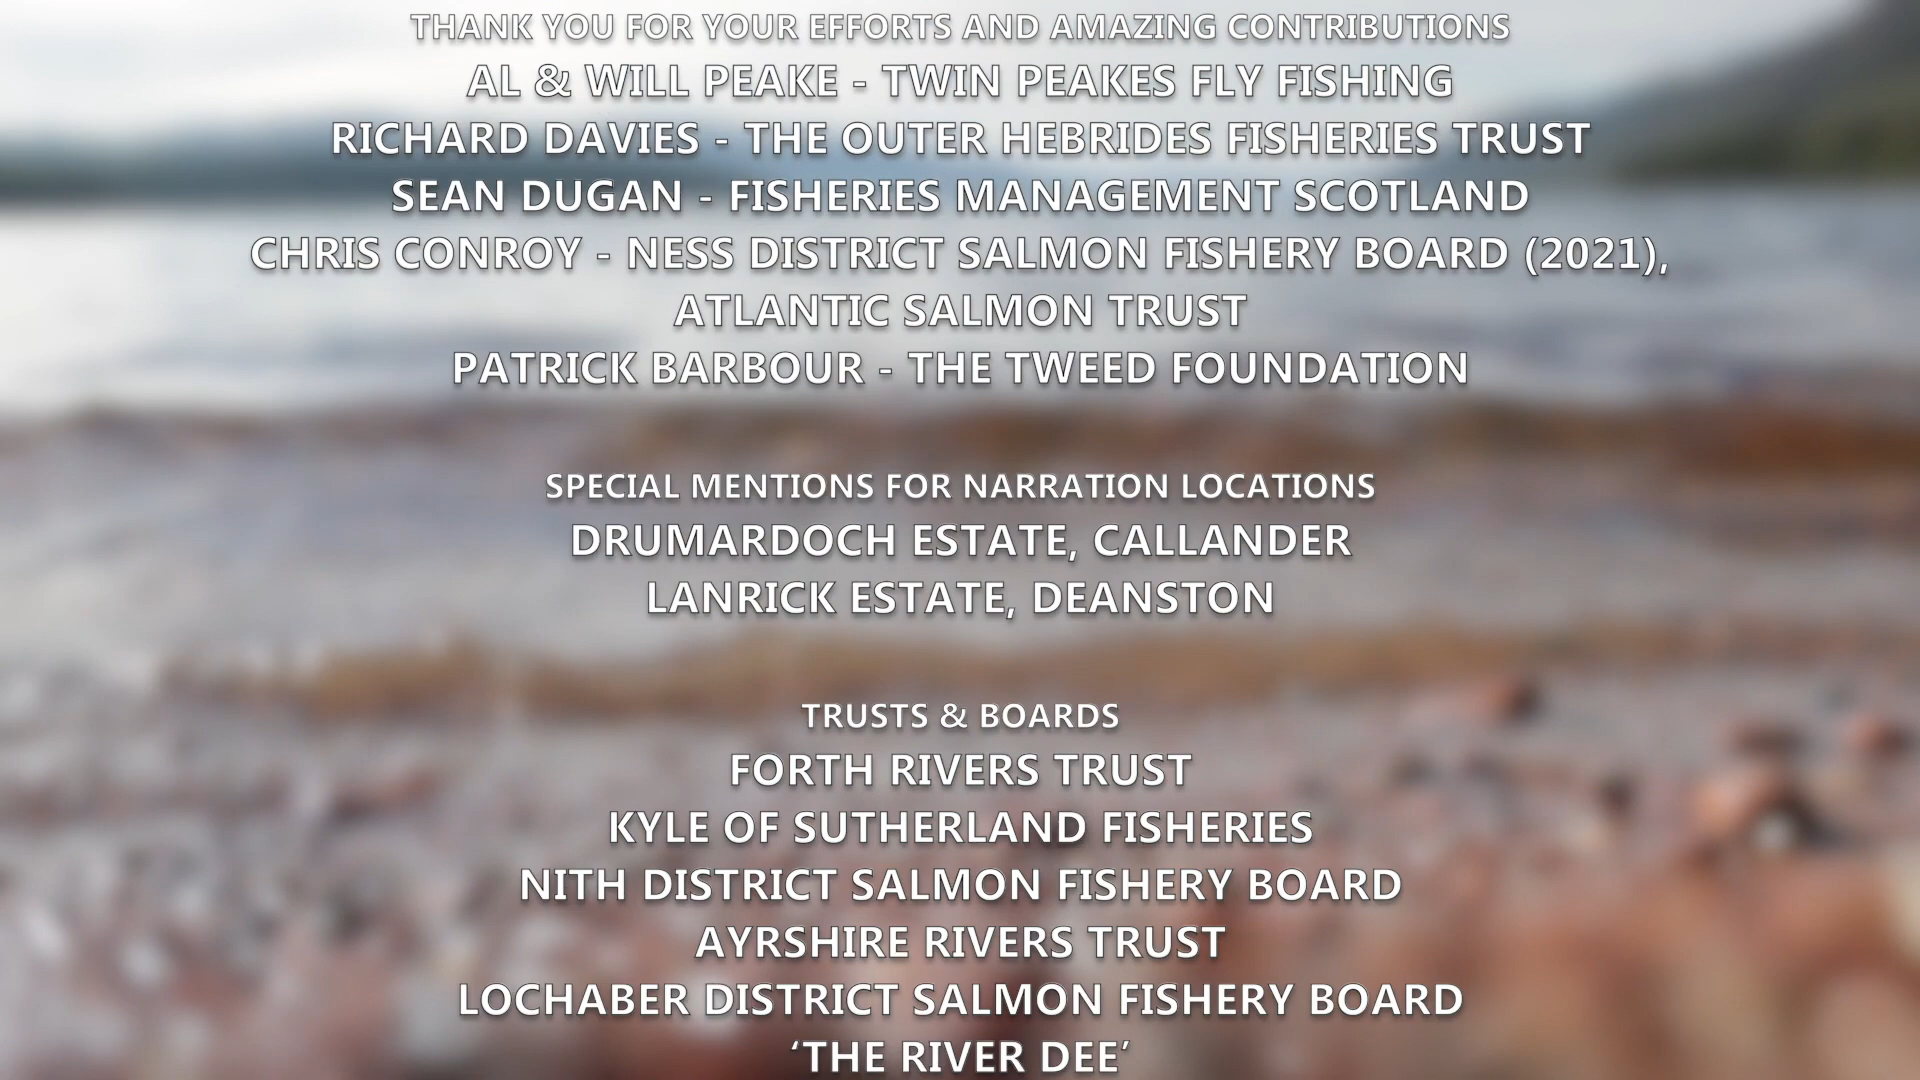 THANK YOU FOR YOUR EFFORTS AND AMAZING CONTRIBUTIONS
AL & WILL PEAKE - TWIN PEAKES FLY FISHING
RICHARD DAVIES - THE OUTER HEBRIDES FISHERIES TRUST
SEAN DUGAN - FISHERIES MANAGEMENT SCOTLAND
CHRIS CONROY - NESS DISTRICT SALMON FISHERY BOARD (2021),
ATLANTIC SALMON TRUST
PATRICK BARBOUR - THE TWEED FOUNDATION
SPECIAL MENTIONS FOR NARRATION LOCATIONS
DRUMARDOCH ESTATE, CALLANDER
LANRICK ESTATE, DEANSTON
TRUSTS & BOARDS
FORTH RIVERS TRUST
KYLE OF SUTHERLAND FISHERIES
NITH DISTRICT SALMON FISHERY BOARD
AYRSHIRE RIVERS TRUST
LOCHABER DISTRICT SALMON FISHERY BOARD
‘THE RIVER DEE’